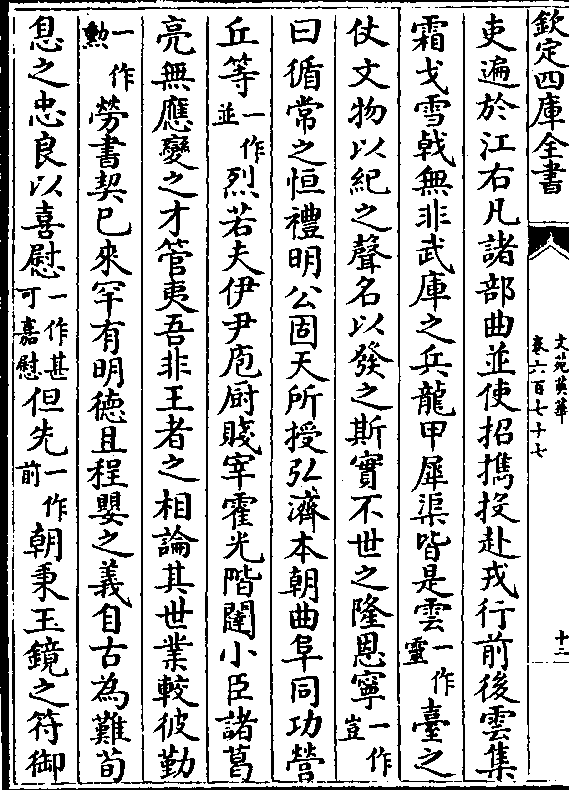 欽定四庫全書
文苑英華
卷六百七十七
十二
吏遍於江右凡諸部曲並使招攜投赴戎行前後雲集
霜戈雪戟無非武庫之兵龍甲犀渠皆是雲一作靈臺之
仗文物以紀之聲名以發之斯實不世之隆恩寧一作豈
曰循常之恒禮明公固天所授弘濟本朝曲阜同功營
丘等一作並烈若夫伊尹庖厨賤宰霍光階闥小臣諸葛
亮無應變之才管夷吾非王者之相論其世業較彼勤
一作勲勞書契已來罕有明德且程嬰之義自古為難荀
息之忠良以喜慰一作甚可嘉慰但先一作前朝秉玉鏡之符御